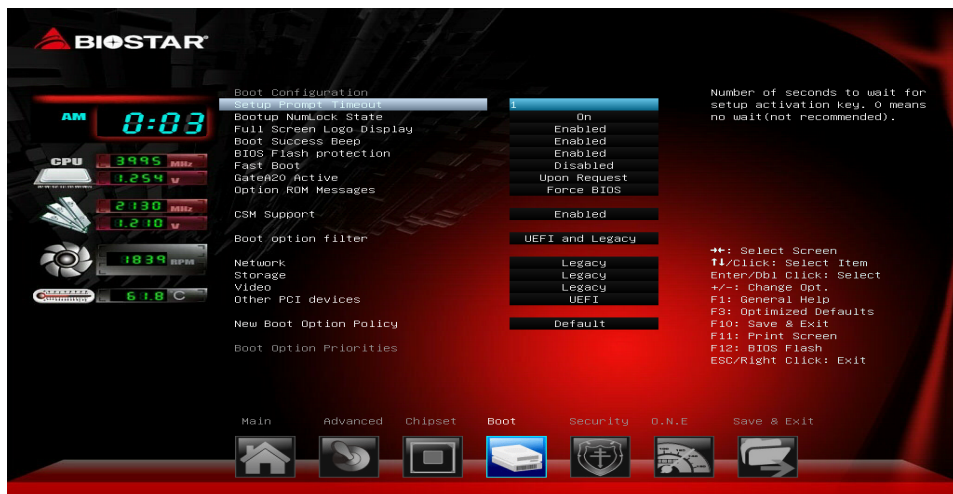 BIOSTAR
AM 0:03
CPU 3995 MHz
1.254 V
2130 MHz
1.210 V
1839 RPM
61.8 C
Boot Configuration
Setup Prompt Timeout 1
Bootup NumLock State On
Full Screen Logo Display Enabled
Boot Success Beep Enabled
BIOS Flash protection Enabled
Fast Boot Disabled
GateA20 Active Upon Request
Option ROM Messages Force BIOS
CSM Support Enabled
Boot option filter UEFI and Legacy
Network Legacy
Storage Legacy
Video Legacy
Other PCI devices UEFI
New Boot Option Policy Default
Boot Option Priorities
Number of seconds to wait for
setup activation key. 0 means
no wait(not recommended).
→←: Select Screen
↑↓/Click: Select Item
Enter/Dbl Click: Select
+/-: Change Opt.
F1: General Help
F3: Optimized Defaults
F10: Save & Exit
F11: Print Screen
F12: BIOS Flash
ESC/Right Click: Exit
Main Advanced Chipset Boot Security O.N.E Save & Exit